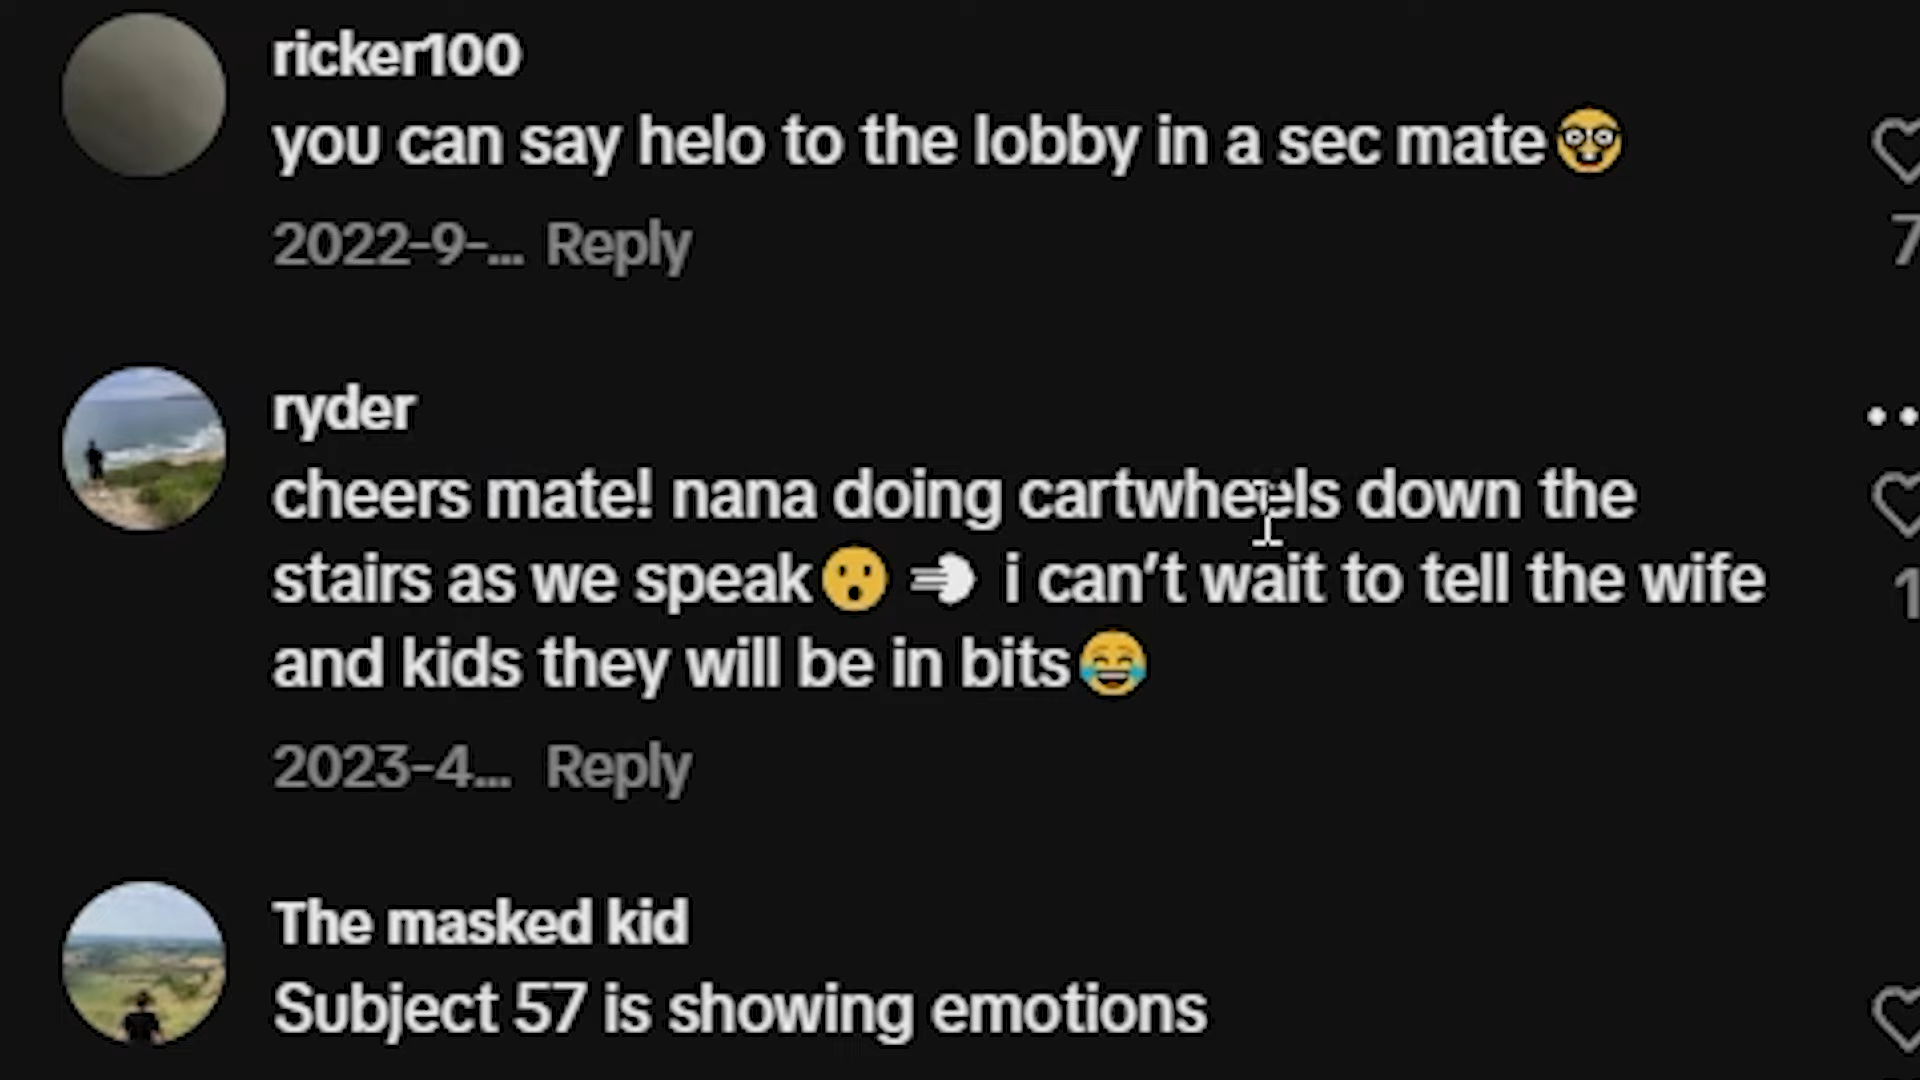 ricker100
you can say helo to the lobby in a sec mate🤓
2022-9-... Reply
7
ryder
cheers mate! nana doing cartwheels down the
stairs as we speak😮💨 i can’t wait to tell the wife
1
and kids they will be in bits😂
2023-4... Reply
The masked kid
Subject 57 is showing emotions